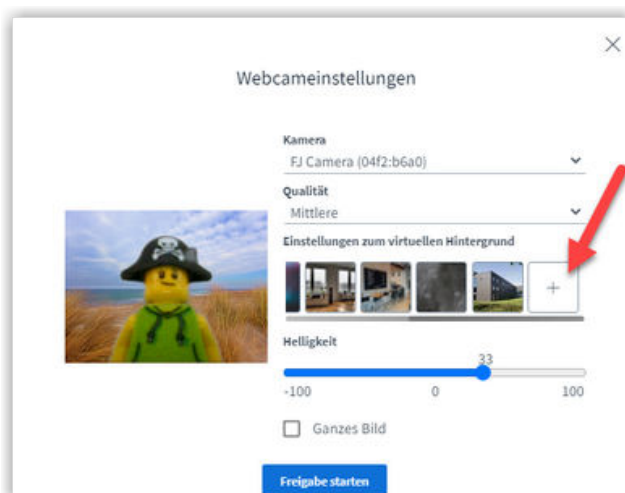 Webcameinstellungen
Kamera
FJ Camera (04f2:b6a0)
Qualität
Mittlere
Einstellungen zum virtuellen Hintergrund
Helligkeit
33
-100 0 100
Ganzes Bild
Freigabe starten